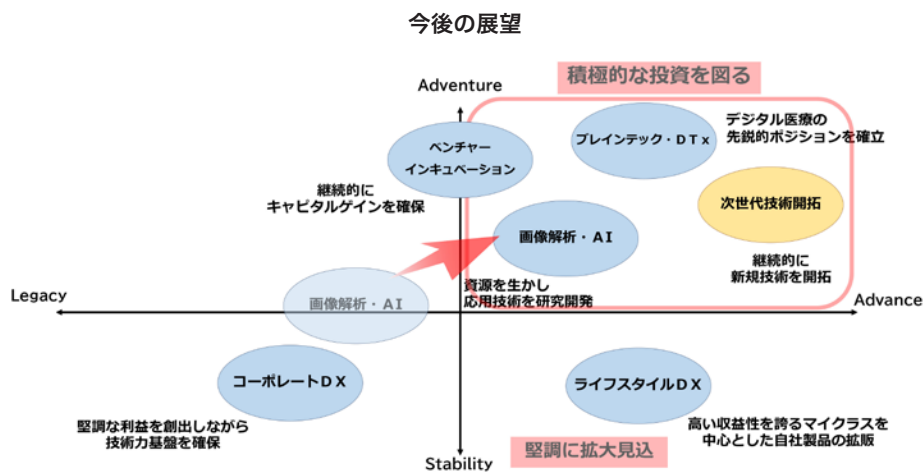 今後の展望
積極的な投資を図る
Adventure
ブレインテック・DTx
デジタル医療の
先鋭的ポジションを確立
ベンチャー
インキュベーション
継続的に
キャピタルゲインを確保
次世代技術開拓
画像解析・AI
継続的に
新規技術を開拓
資源を生かし
応用技術を研究開発
Legacy
画像解析・AI
Advance
コーポレートDX
ライフスタイルDX
堅調な利益を創出しながら
技術力基盤を確保
高い収益性を誇るマイクラスを
中心とした自社製品の拡販
堅調に拡大見込
Stability